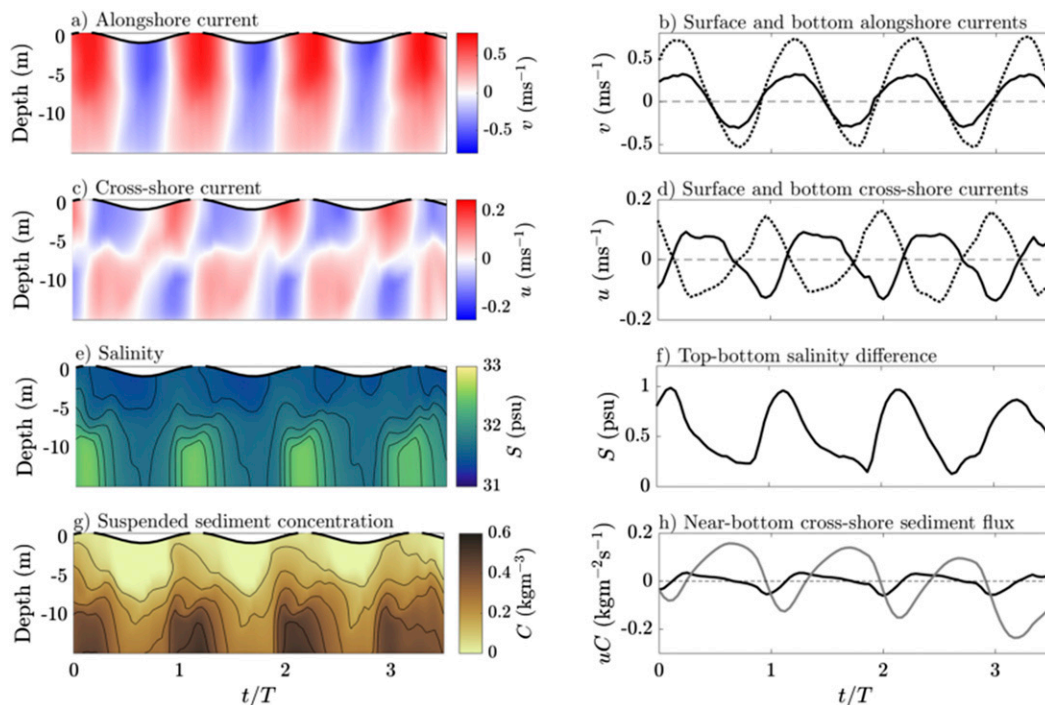 a) Alongshore current
0
-5
-10
Depth (m)
0.5
0
-0.5
v (ms⁻¹)
b) Surface and bottom alongshore currents
0.5
0
-0.5
v (ms⁻¹)
c) Cross-shore current
0
-5
-10
Depth (m)
0.2
0
-0.2
u (ms⁻¹)
d) Surface and bottom cross-shore currents
0.2
0
-0.2
u (ms⁻¹)
e) Salinity
0
-5
-10
Depth (m)
33
32
31
S (psu)
f) Top-bottom salinity difference
1
0.5
0
S (psu)
g) Suspended sediment concentration
0
-5
-10
Depth (m)
0.6
0.4
0.2
0
C (kgm⁻³)
0 1 2 3
t/T
h) Near-bottom cross-shore sediment flux
0.2
0
-0.2
uC (kgm⁻²s⁻¹)
0 1 2 3
t/T